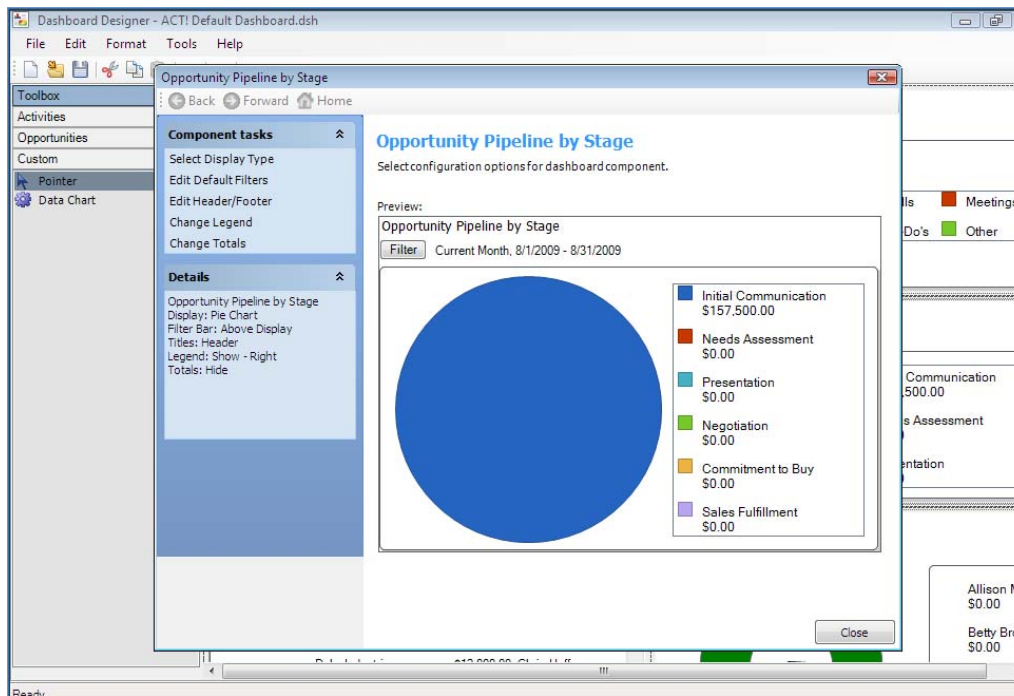 Dashboard Designer - ACT! Default Dashboard.dsh
File Edit Format Tools Help
Toolbox
Activities
Opportunities
Custom
Pointer
Data Chart
Opportunity Pipeline by Stage
Back Forward Home
Component tasks
Select Display Type
Edit Default Filters
Edit Header/Footer
Change Legend
Change Totals
Details
Opportunity Pipeline by Stage
Display: Pie Chart
Filter Bar: Above Display
Titles: Header
Legend: Show - Right
Totals: Hide
Opportunity Pipeline by Stage
Select configuration options for dashboard component.
Preview:
Opportunity Pipeline by Stage
Filter Current Month, 8/1/2009 - 8/31/2009
Initial Communication
$157,500.00
Needs Assessment
$0.00
Presentation
$0.00
Negotiation
$0.00
Commitment to Buy
$0.00
Sales Fulfillment
$0.00
Close
Meetings
Do's Other
Communication
,500.00
s Assessment
entation
Allison M
$0.00
Betty Bro
$0.00
Ready